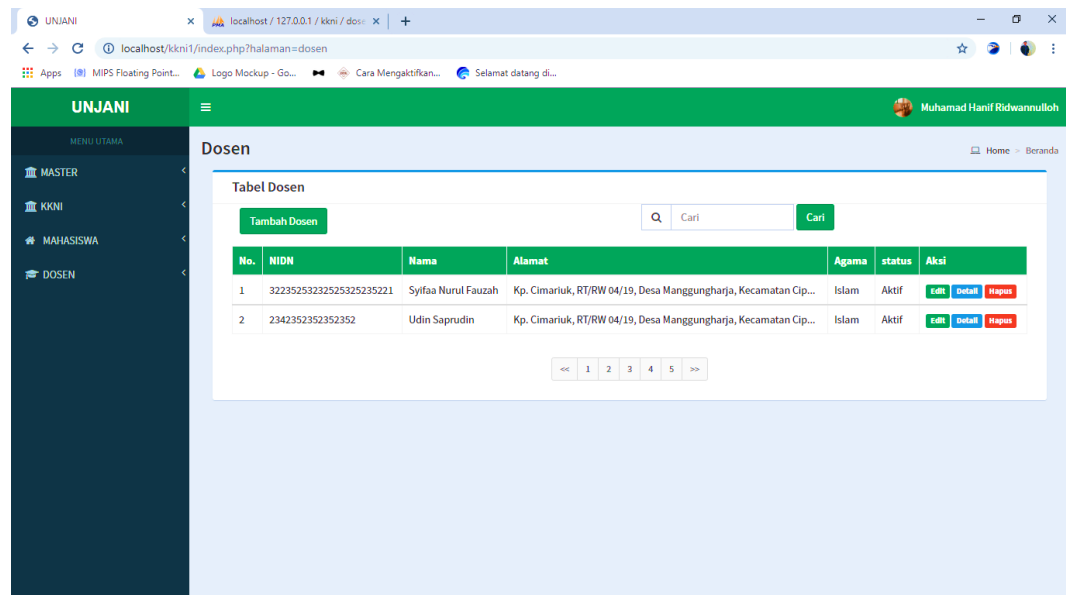 UNJANI
localhost / 127.0.0.1 / kkni / dose
localhost/kkni1/index.php?halaman=dosen
Apps MIPS Floating Point... Logo Mockup - Go... Cara Mengaktifkan... Selamat datang di...
UNJANI
Muhamad Hanif Ridwannulloh
MENU UTAMA
MASTER
KKNI
MAHASISWA
DOSEN
Dosen
Home > Beranda
Tabel Dosen
Tambah Dosen
Cari Cari
No. NIDN Nama Alamat Agama status Aksi
1 32235253232525325235221 Syifaa Nurul Fauzah Kp. Cimariuk, RT/RW 04/19, Desa Manggungharja, Kecamatan Cip... Islam Aktif Edit Detail Hapus
2 2342352352352352 Udin Saprudin Kp. Cimariuk, RT/RW 04/19, Desa Manggungharja, Kecamatan Cip... Islam Aktif Edit Detail Hapus
<< 1 2 3 4 5 >>